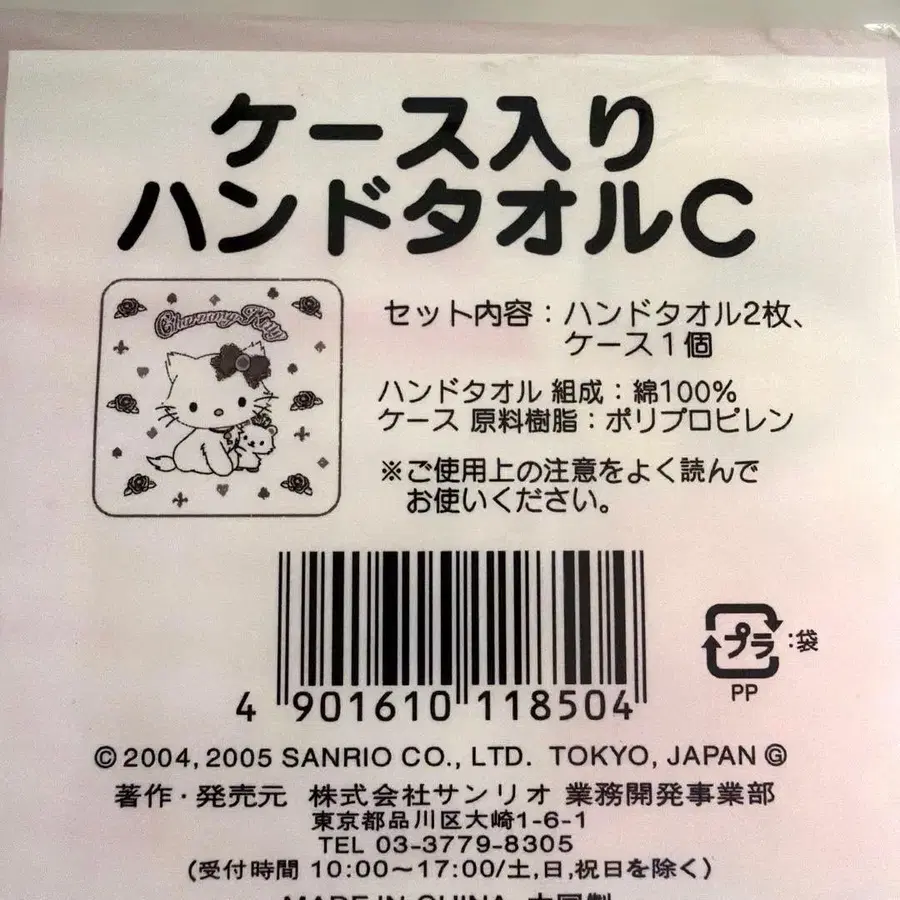 ケース入り
ハンドタオルC
Charmmy Kitty
セット内容：ハンドタオル2枚、
ケース1個
ハンドタオル 組成：綿100%
ケース 原料樹脂：ポリプロピレン
※ご使用上の注意をよく読んで
お使いください。
4 901610 118504
プラ :袋
PP
© 2004, 2005 SANRIO CO., LTD. TOKYO, JAPAN Ⓖ
著作・発売元 株式会社サンリオ 業務開発事業部
東京都品川区大崎1-6-1
TEL 03-3779-8305
(受付時間 10:00〜17:00/土,日,祝日を除く)
MADE IN CHINA 中国製